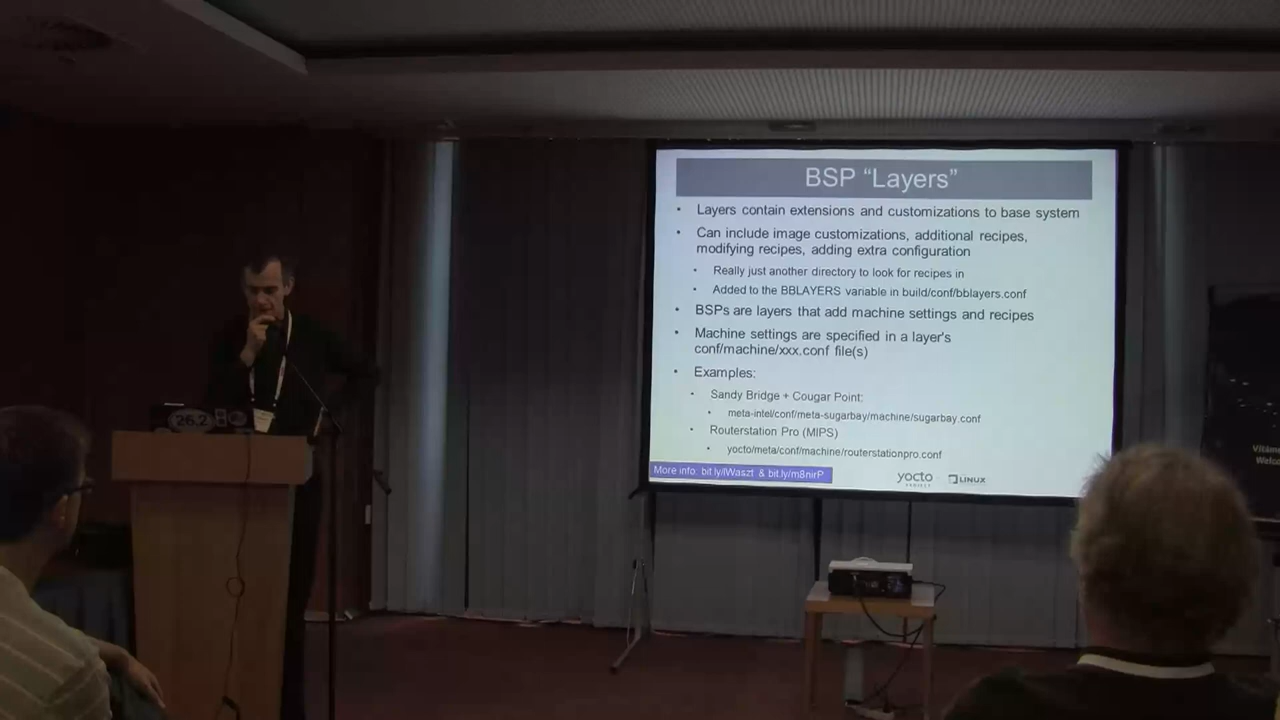 BSP “Layers”
Layers contain extensions and customizations to base system
Can include image customizations, additional recipes,
modifying recipes, adding extra configuration
Really just another directory to look for recipes in
Added to the BBLAYERS variable in build/conf/bblayers.conf
BSPs are layers that add machine settings and recipes
Machine settings are specified in a layer's
conf/machine/xxx.conf file(s)
Examples:
Sandy Bridge + Cougar Point:
meta-intel/conf/meta-sugarbay/machine/sugarbay.conf
Routerstation Pro (MIPS)
yocto/meta/conf/machine/routerstationpro.conf
More info: bit.ly/lWaszt & bit.ly/m8nirP
yocto
PROJECT
LINUX
26.2